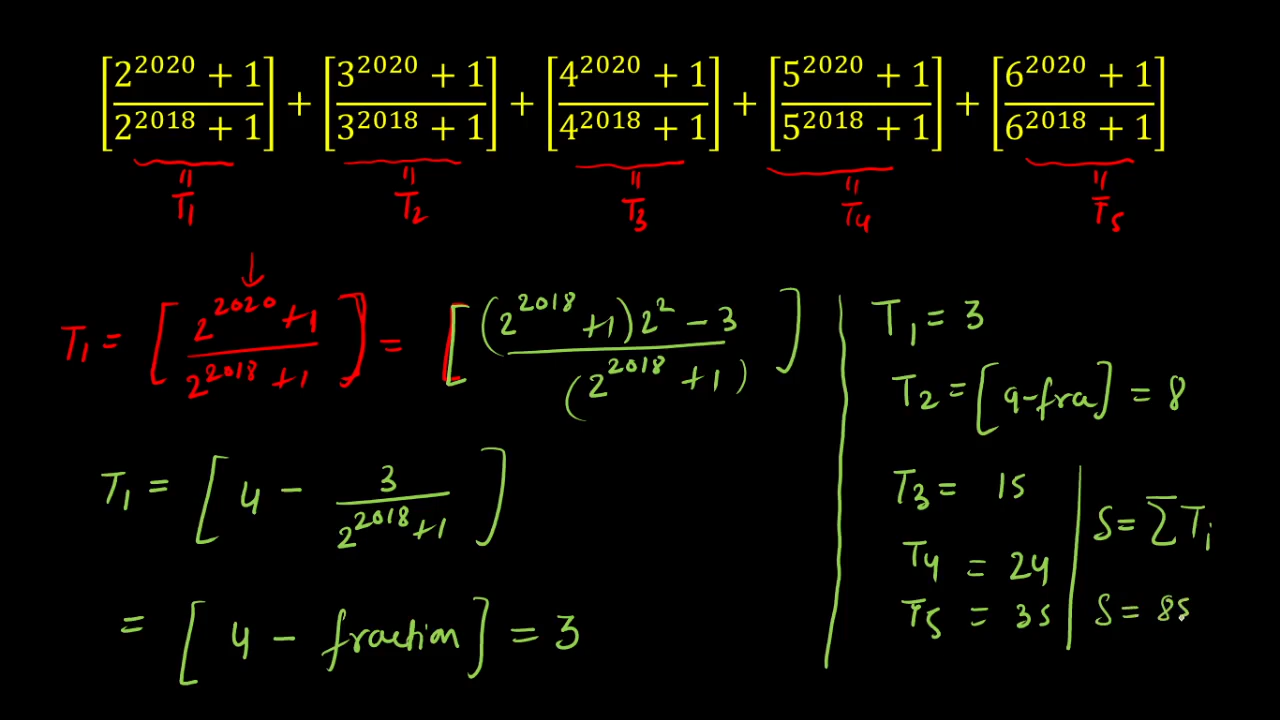 [2^2020 + 1 / 2^2018 + 1] + [3^2020 + 1 / 3^2018 + 1] + [4^2020 + 1 / 4^2018 + 1] + [5^2020 + 1 / 5^2018 + 1] + [6^2020 + 1 / 6^2018 + 1]
= T₁ = T₂ = T₃ = T₄ = T₅
T₁ = [2^2020 + 1 / 2^2018 + 1] = [(2^2018 + 1)2^2 - 3 / (2^2018 + 1)]
T₁ = [4 - 3 / 2^2018 + 1]
= [4 - fraction] = 3
T₁ = 3
T₂ = [9-fra] = 8
T₃ = 15
T₄ = 24
T₅ = 35
S = ΣTᵢ
S = 85